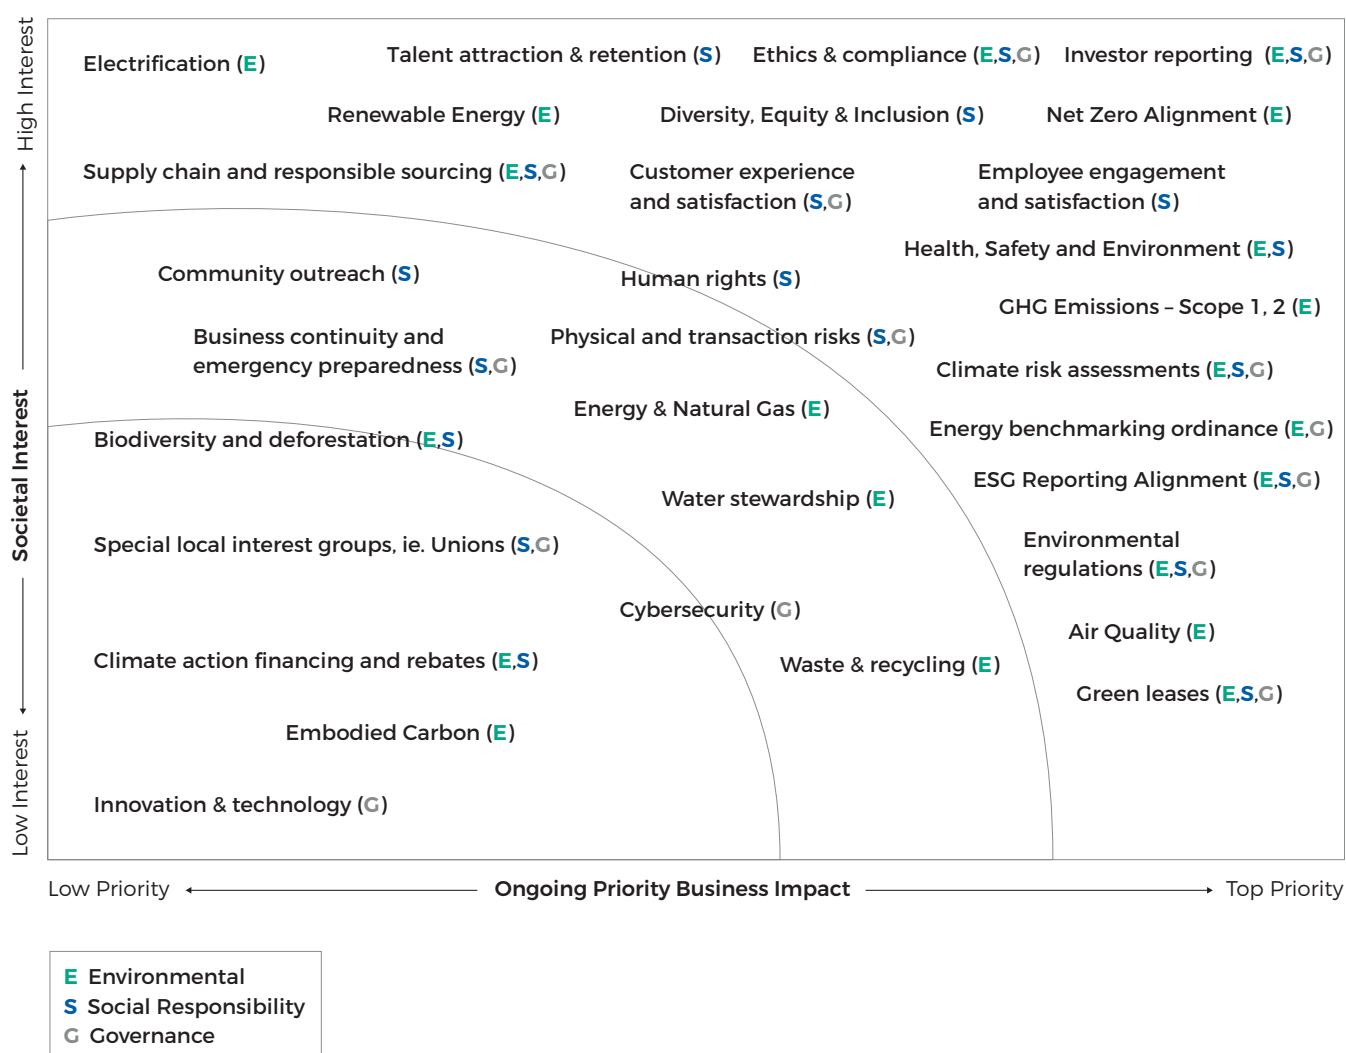 High Interest
Societal Interest
Low Interest
Electrification (E)
Talent attraction & retention (S)
Ethics & compliance (E,S,G)
Investor reporting (E,S,G)
Renewable Energy (E)
Diversity, Equity & Inclusion (S)
Net Zero Alignment (E)
Supply chain and responsible sourcing (E,S,G)
Customer experience
and satisfaction (S,G)
Employee engagement
and satisfaction (S)
Health, Safety and Environment (E,S)
Community outreach (S)
Human rights (S)
GHG Emissions – Scope 1, 2 (E)
Business continuity and
emergency preparedness (S,G)
Physical and transaction risks (S,G)
Climate risk assessments (E,S,G)
Energy & Natural Gas (E)
Energy benchmarking ordinance (E,G)
Biodiversity and deforestation (E,S)
ESG Reporting Alignment (E,S,G)
Water stewardship (E)
Special local interest groups, ie. Unions (S,G)
Environmental
regulations (E,S,G)
Cybersecurity (G)
Air Quality (E)
Climate action financing and rebates (E,S)
Waste & recycling (E)
Green leases (E,S,G)
Embodied Carbon (E)
Innovation & technology (G)
Low Priority
Ongoing Priority Business Impact
Top Priority
E Environmental
S Social Responsibility
G Governance